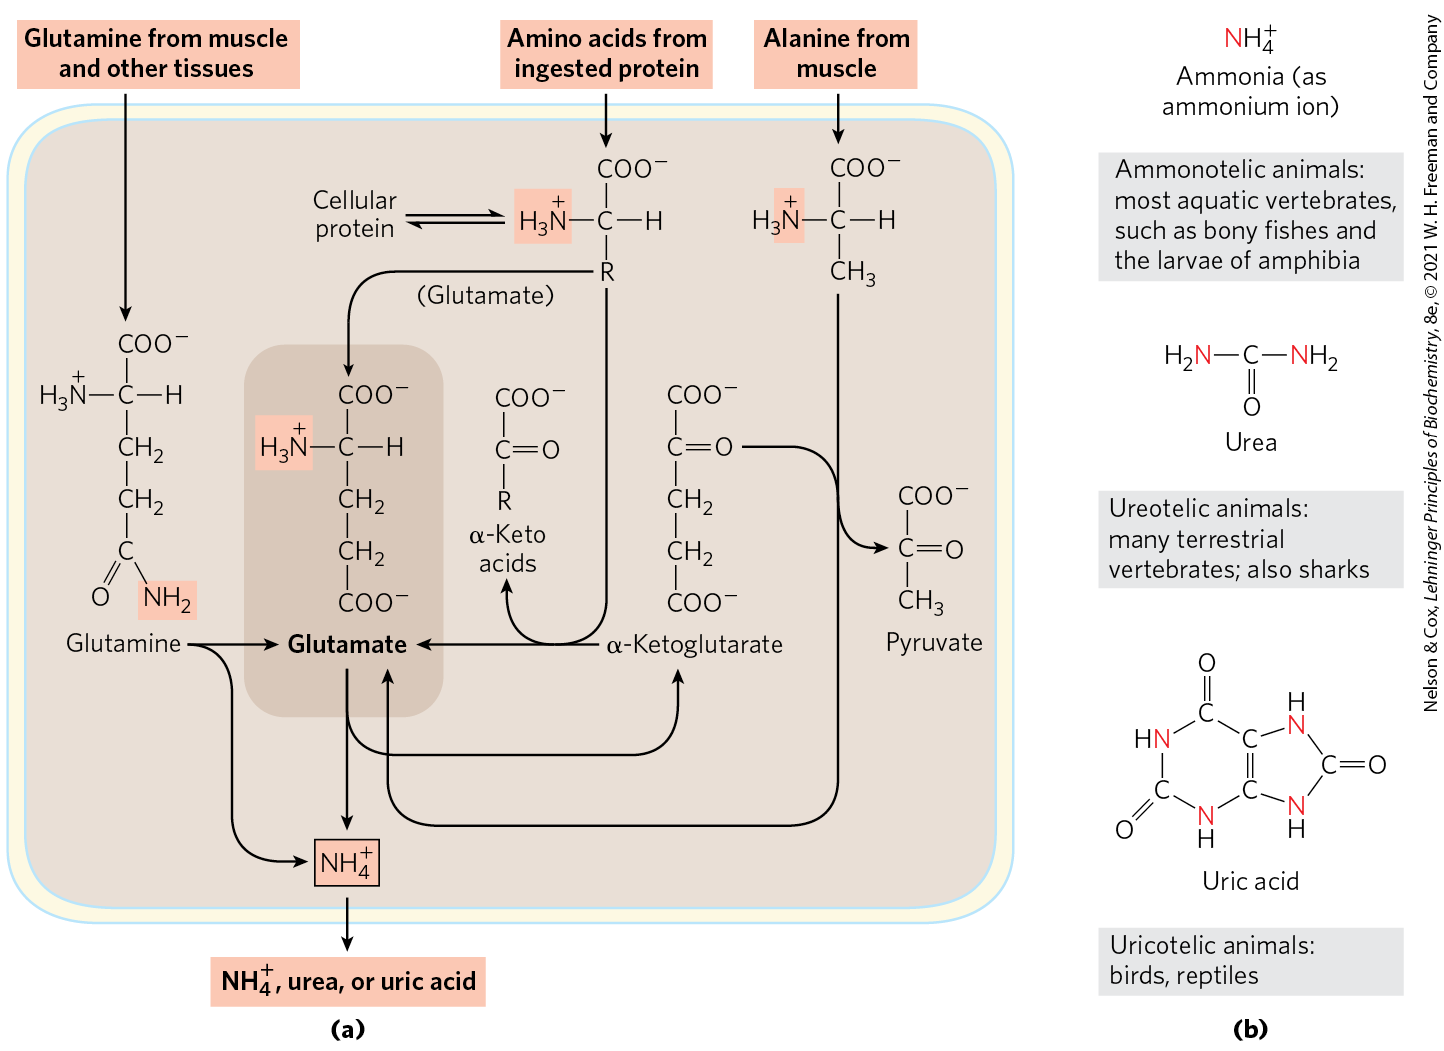 Glutamine from muscle
and other tissues
Amino acids from
ingested protein
Alanine from
muscle
Cellular
protein
COO⁻
H₃N⁺—C—H
R
COO⁻
H₃N⁺—C—H
CH₃
(Glutamate)
COO⁻
H₃N⁺—C—H
CH₂
CH₂
C
O
NH₂
Glutamine
COO⁻
H₃N⁺—C—H
CH₂
CH₂
COO⁻
Glutamate
COO⁻
C=O
R
α-Keto
acids
COO⁻
C=O
CH₂
CH₂
COO⁻
α-Ketoglutarate
COO⁻
C=O
CH₃
Pyruvate
NH₄⁺
NH₄⁺, urea, or uric acid
(a)
NH₄⁺
Ammonia (as
ammonium ion)
Ammonotelic animals:
most aquatic vertebrates,
such as bony fishes and
the larvae of amphibia
H₂N—C—NH₂
O
Urea
Ureotelic animals:
many terrestrial
vertebrates; also sharks
O
C
H
HN
C
N
C=O
C
C
N
O
N
H
H
Uric acid
Uricotelic animals:
birds, reptiles
(b)
Nelson & Cox, Lehninger Principles of Biochemistry, 8e, © 2021 W. H. Freeman and Company